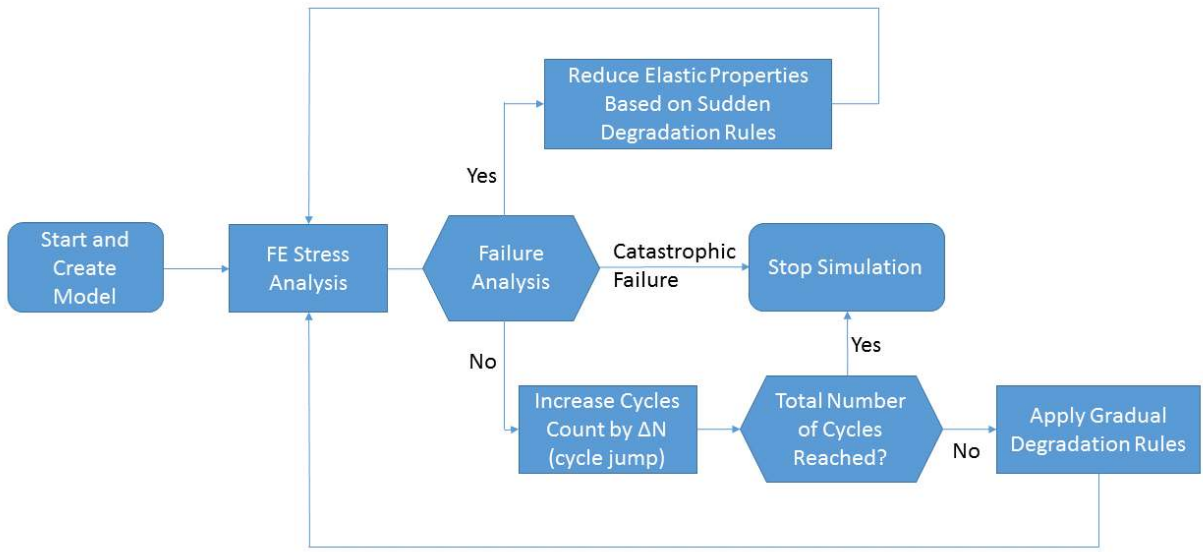 Reduce Elastic Properties
Based on Sudden
Degradation Rules
Yes
Start and
Create
Model
FE Stress
Analysis
Failure
Analysis
Catastrophic
Failure
Stop Simulation
No
Yes
Increase Cycles
Count by ΔN
(cycle jump)
Total Number
of Cycles
Reached?
No
Apply Gradual
Degradation Rules